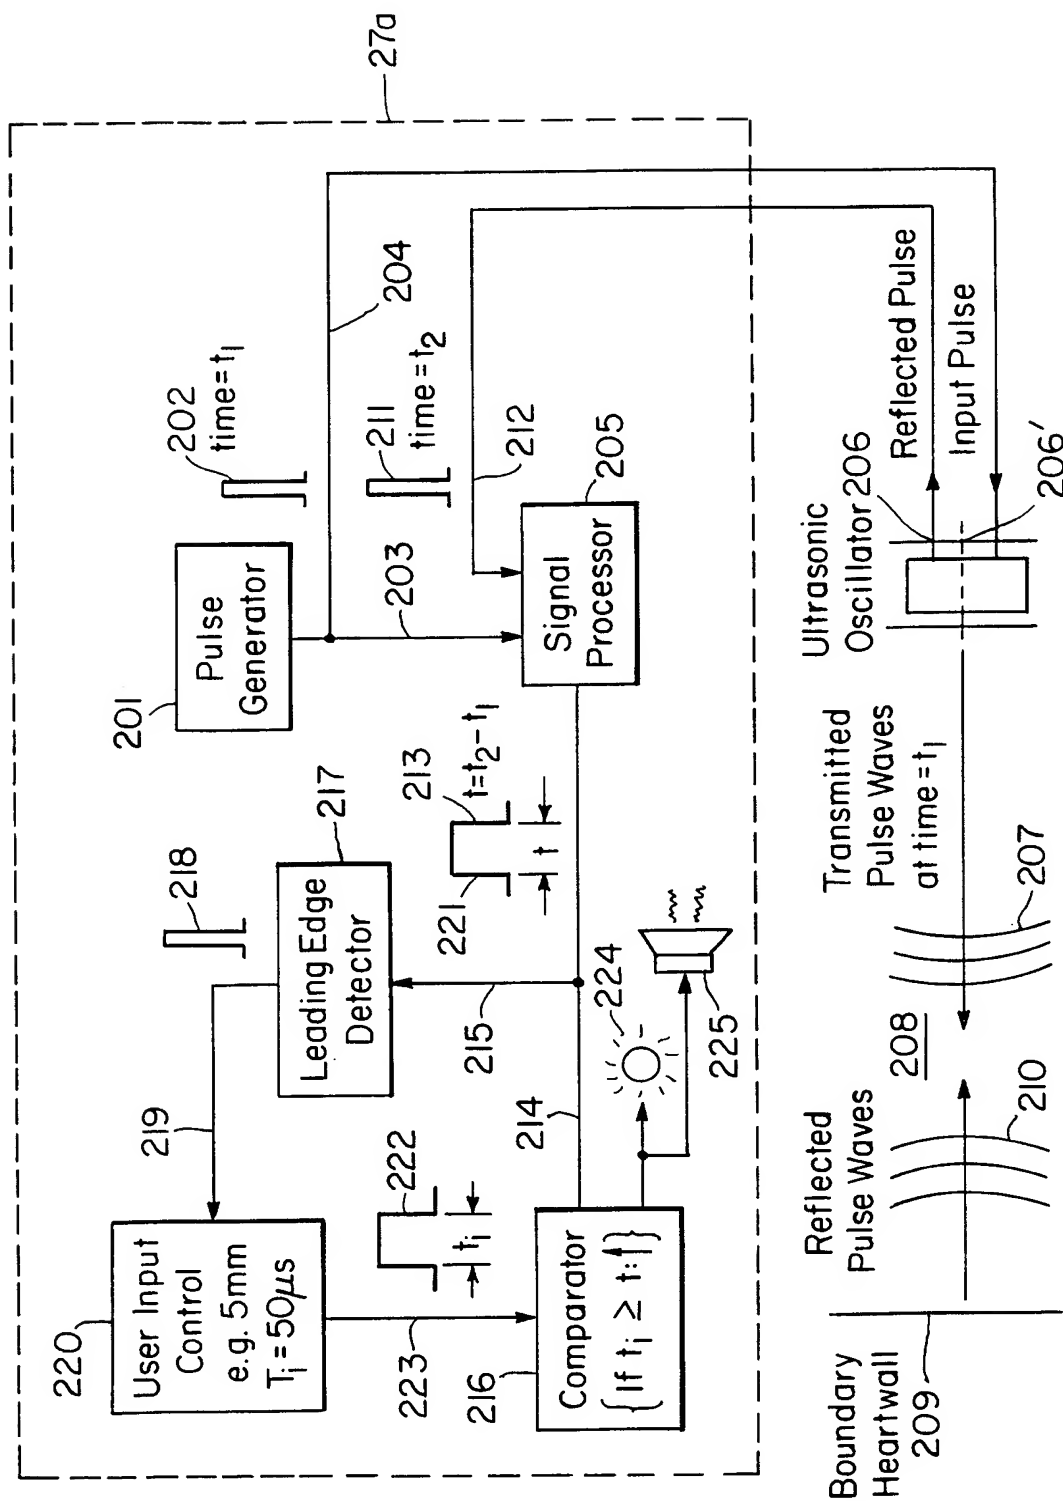 27a
202
time=t1
201
Pulse
Generator
204
211
time=t2
203
212
205
Signal
Processor
218
217
Leading Edge
Detector
213
t=t2-t1
221
t
219
215
214
224
225
220
User Input
Control
e.g. 5mm
Ti=50μs
222
ti
223
216
Comparator
Reflected Pulse
Input Pulse
Ultrasonic
Oscillator 206
206'
Transmitted
Pulse Waves
at time=t1
207
208
Reflected
Pulse Waves
210
Boundary
Heartwall
209